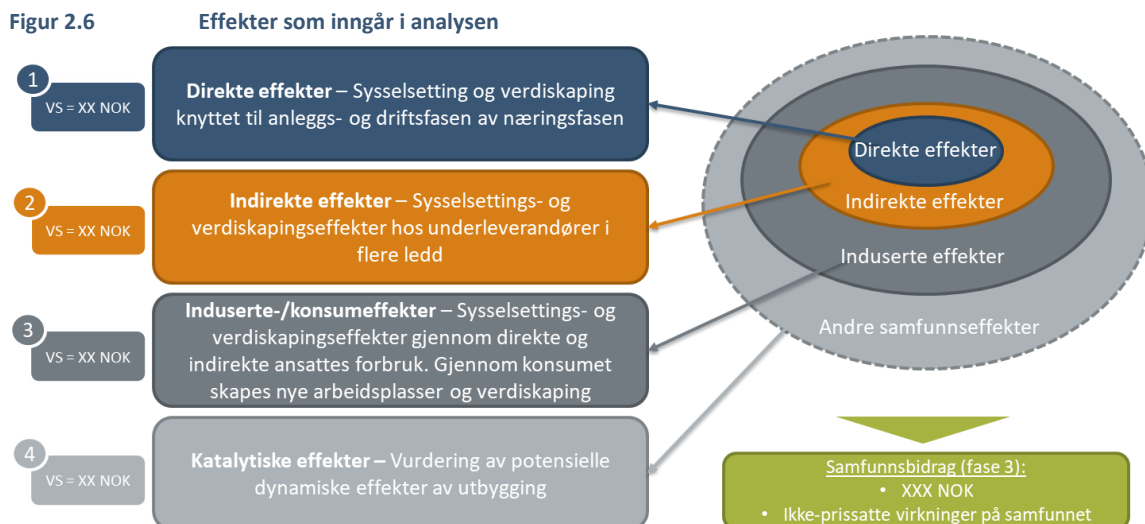 Figur 2.6 Effekter som inngår i analysen
1
VS = XX NOK
Direkte effekter – Sysselsetting og verdiskaping
knyttet til anleggs- og driftsfasen av næringsfasen
2
VS = XX NOK
Indirekte effekter – Sysselsettings- og
verdiskapingseffekter hos underleverandører i
flere ledd
3
VS = XX NOK
Induserte-/konsumeffekter – Sysselsettings- og
verdiskapingseffekter gjennom direkte og
indirekte ansattes forbruk. Gjennom konsumet
skapes nye arbeidsplasser og verdiskaping
4
VS = XX NOK
Katalytiske effekter – Vurdering av potensielle
dynamiske effekter av utbygging
Direkte effekter
Indirekte effekter
Induserte effekter
Andre samfunnseffekter
Samfunnsbidrag (fase 3):
• XXX NOK
• Ikke-prissatte virkninger på samfunnet